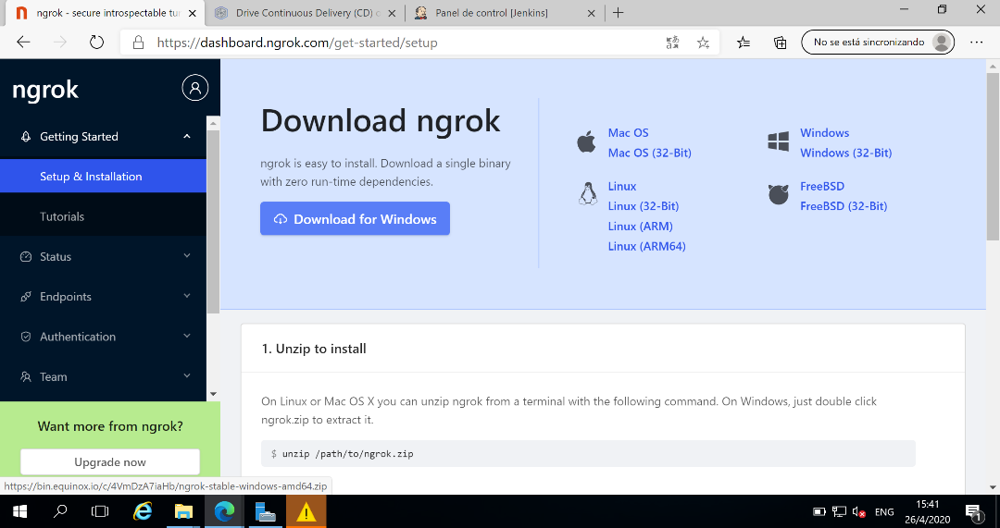 ngrok - secure introspectable tu
Drive Continuous Delivery (CD)
Panel de control [Jenkins]
https://dashboard.ngrok.com/get-started/setup
No se está sincronizando
ngrok
Getting Started
Setup & Installation
Tutorials
Status
Endpoints
Authentication
Team
Want more from ngrok?
Upgrade now
Download ngrok
ngrok is easy to install. Download a single binary
with zero run-time dependencies.
Download for Windows
Mac OS
Mac OS (32-Bit)
Linux
Linux (32-Bit)
Linux (ARM)
Linux (ARM64)
Windows
Windows (32-Bit)
FreeBSD
FreeBSD (32-Bit)
1. Unzip to install
On Linux or Mac OS X you can unzip ngrok from a terminal with the following command. On Windows, just double click
ngrok.zip to extract it.
$ unzip /path/to/ngrok.zip
https://bin.equinox.io/c/4VmDzA7iaHb/ngrok-stable-windows-amd64.zip
ENG
15:41
26/4/2020
1